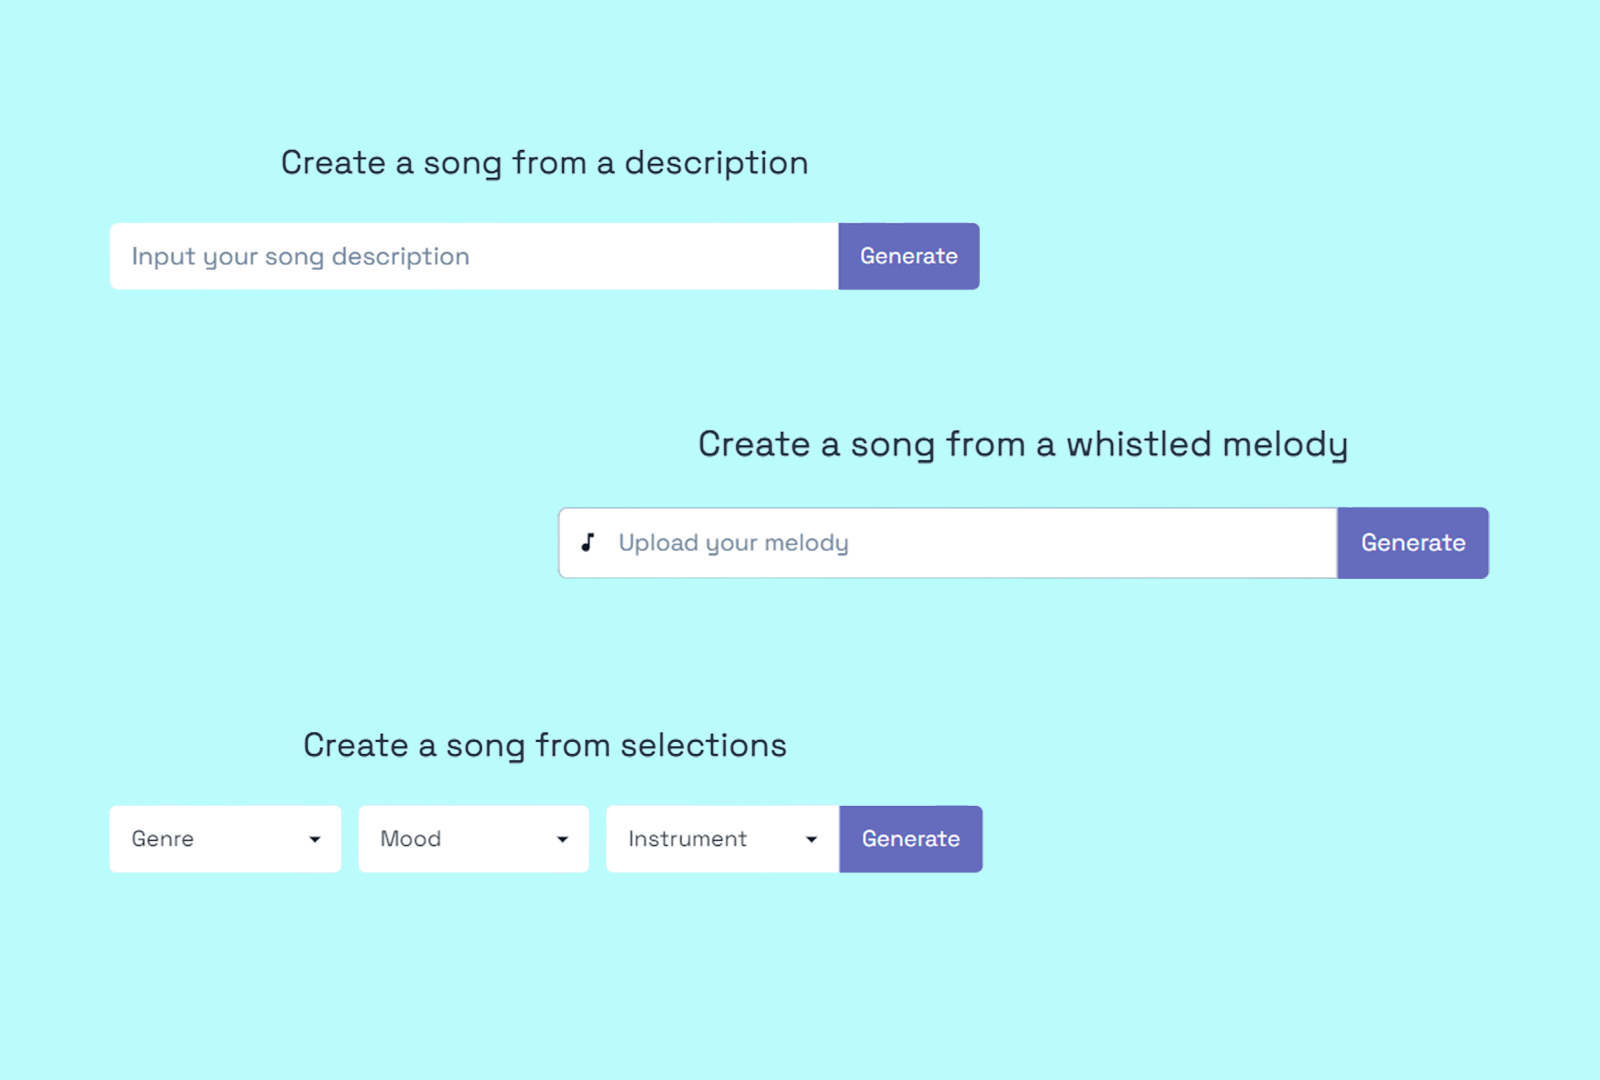 Create a song from a description
Input your song description Generate
Create a song from a whistled melody
Upload your melody Generate
Create a song from selections
Genre Mood Instrument Generate